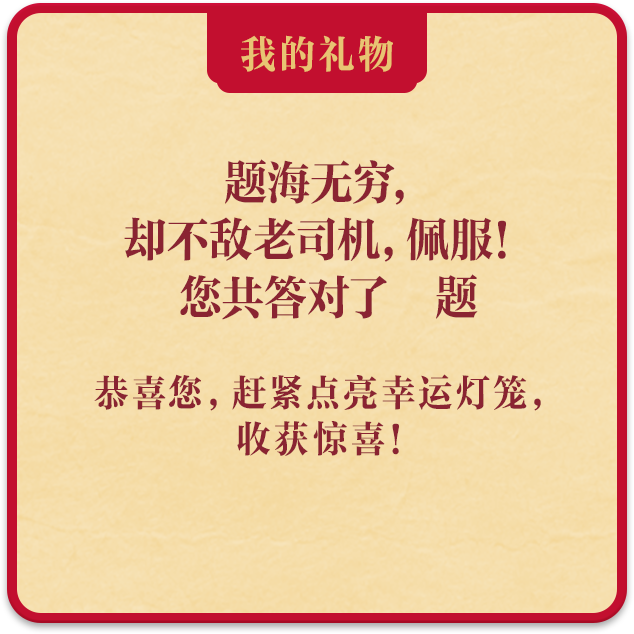 我的礼物
题海无穷，
却不敌老司机，佩服！
您共答对了 题
恭喜您，赶紧点亮幸运灯笼，
收获惊喜！